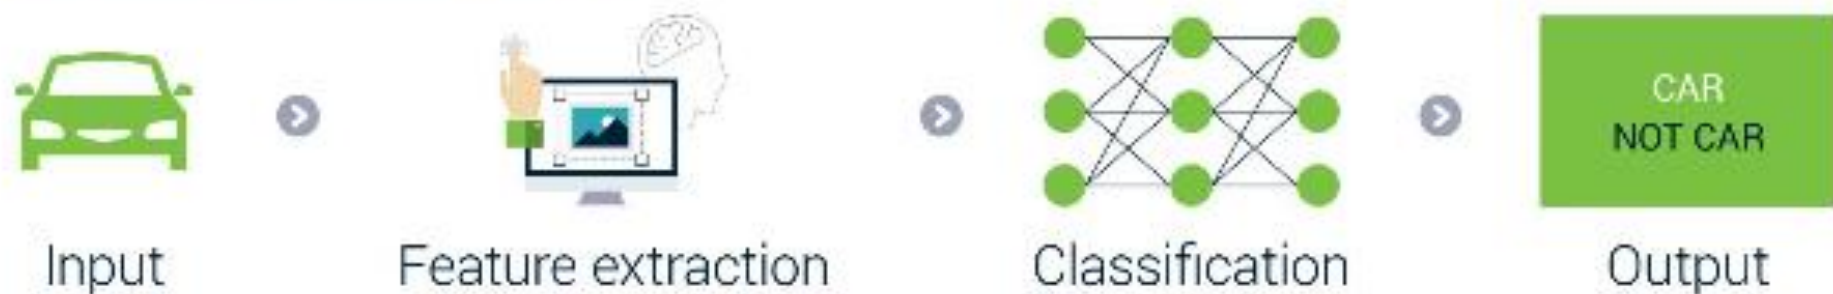 CAR
NOT CAR
Input
Feature extraction
Classification
Output